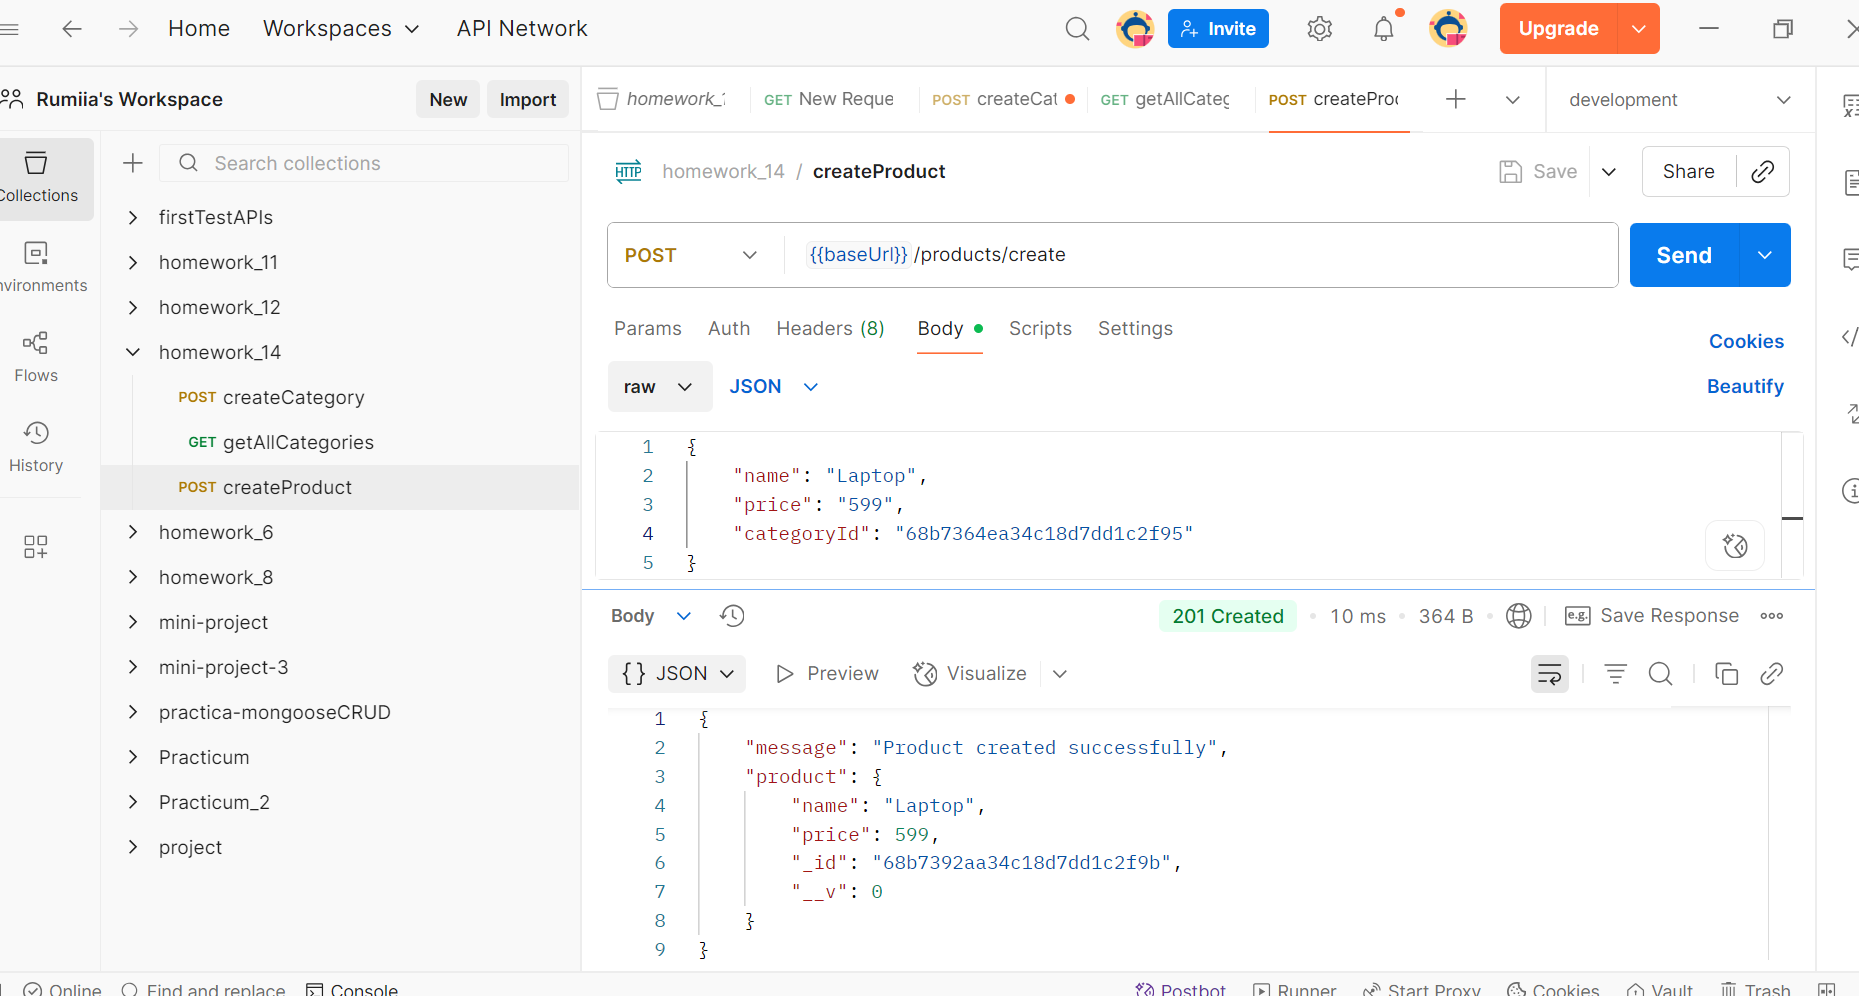 Home Workspaces API Network Invite Upgrade
Rumiia's Workspace New Import
homework_1 GET New Reque POST createCat GET getAllCateg POST createProd development
Collections
Environments
Flows
History
Search collections
firstTestAPIs
homework_11
homework_12
homework_14
POST createCategory
GET getAllCategories
POST createProduct
homework_6
homework_8
mini-project
mini-project-3
practica-mongooseCRUD
Practicum
Practicum_2
project
HTTP homework_14 / createProduct Save Share
POST {{baseUrl}} /products/create Send
Params Auth Headers (8) Body Scripts Settings Cookies
raw JSON Beautify
1 {
2 "name": "Laptop",
3 "price": "599",
4 "categoryId": "68b7364ea34c18d7dd1c2f95"
5 }
Body 201 Created • 10 ms • 364 B • e.g. Save Response
{} JSON Preview Visualize
1 {
2 "message": "Product created successfully",
3 "product": {
4 "name": "Laptop",
5 "price": 599,
6 "_id": "68b7392aa34c18d7dd1c2f9b",
7 "__v": 0
8 }
9 }
Online Find and replace Console Postbot Runner Start Proxy Cookies Vault Trash